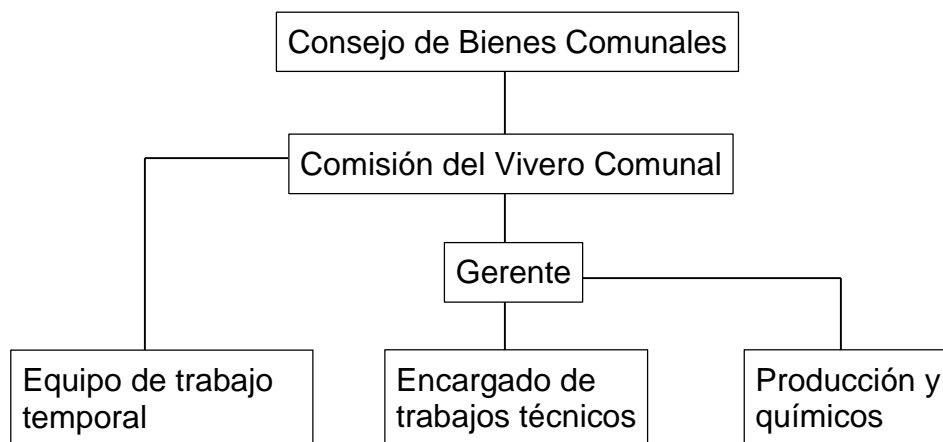 Consejo de Bienes Comunales
Comisión del Vivero Comunal
Gerente
Equipo de trabajo
temporal
Encargado de
trabajos técnicos
Producción y
químicos